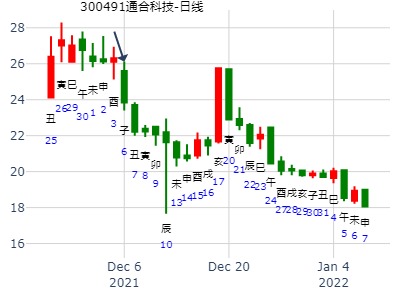 300491通合科技-日线
28
26
24
22
20
18
16
丑
25
寅
26
巳
29
午
30
未
1
申
2
酉
3
子
6
丑
7
寅
8
卯
9
辰
10
未
13
申
14
酉
15
戌
16
亥
17
寅
20
卯
21
辰
22
巳
23
午
24
酉
27
戌
28
亥
29
子
30
丑
31
巳
4
午
5
未
6
申
7
Dec 6
2021
Dec 20
Jan 4
2022